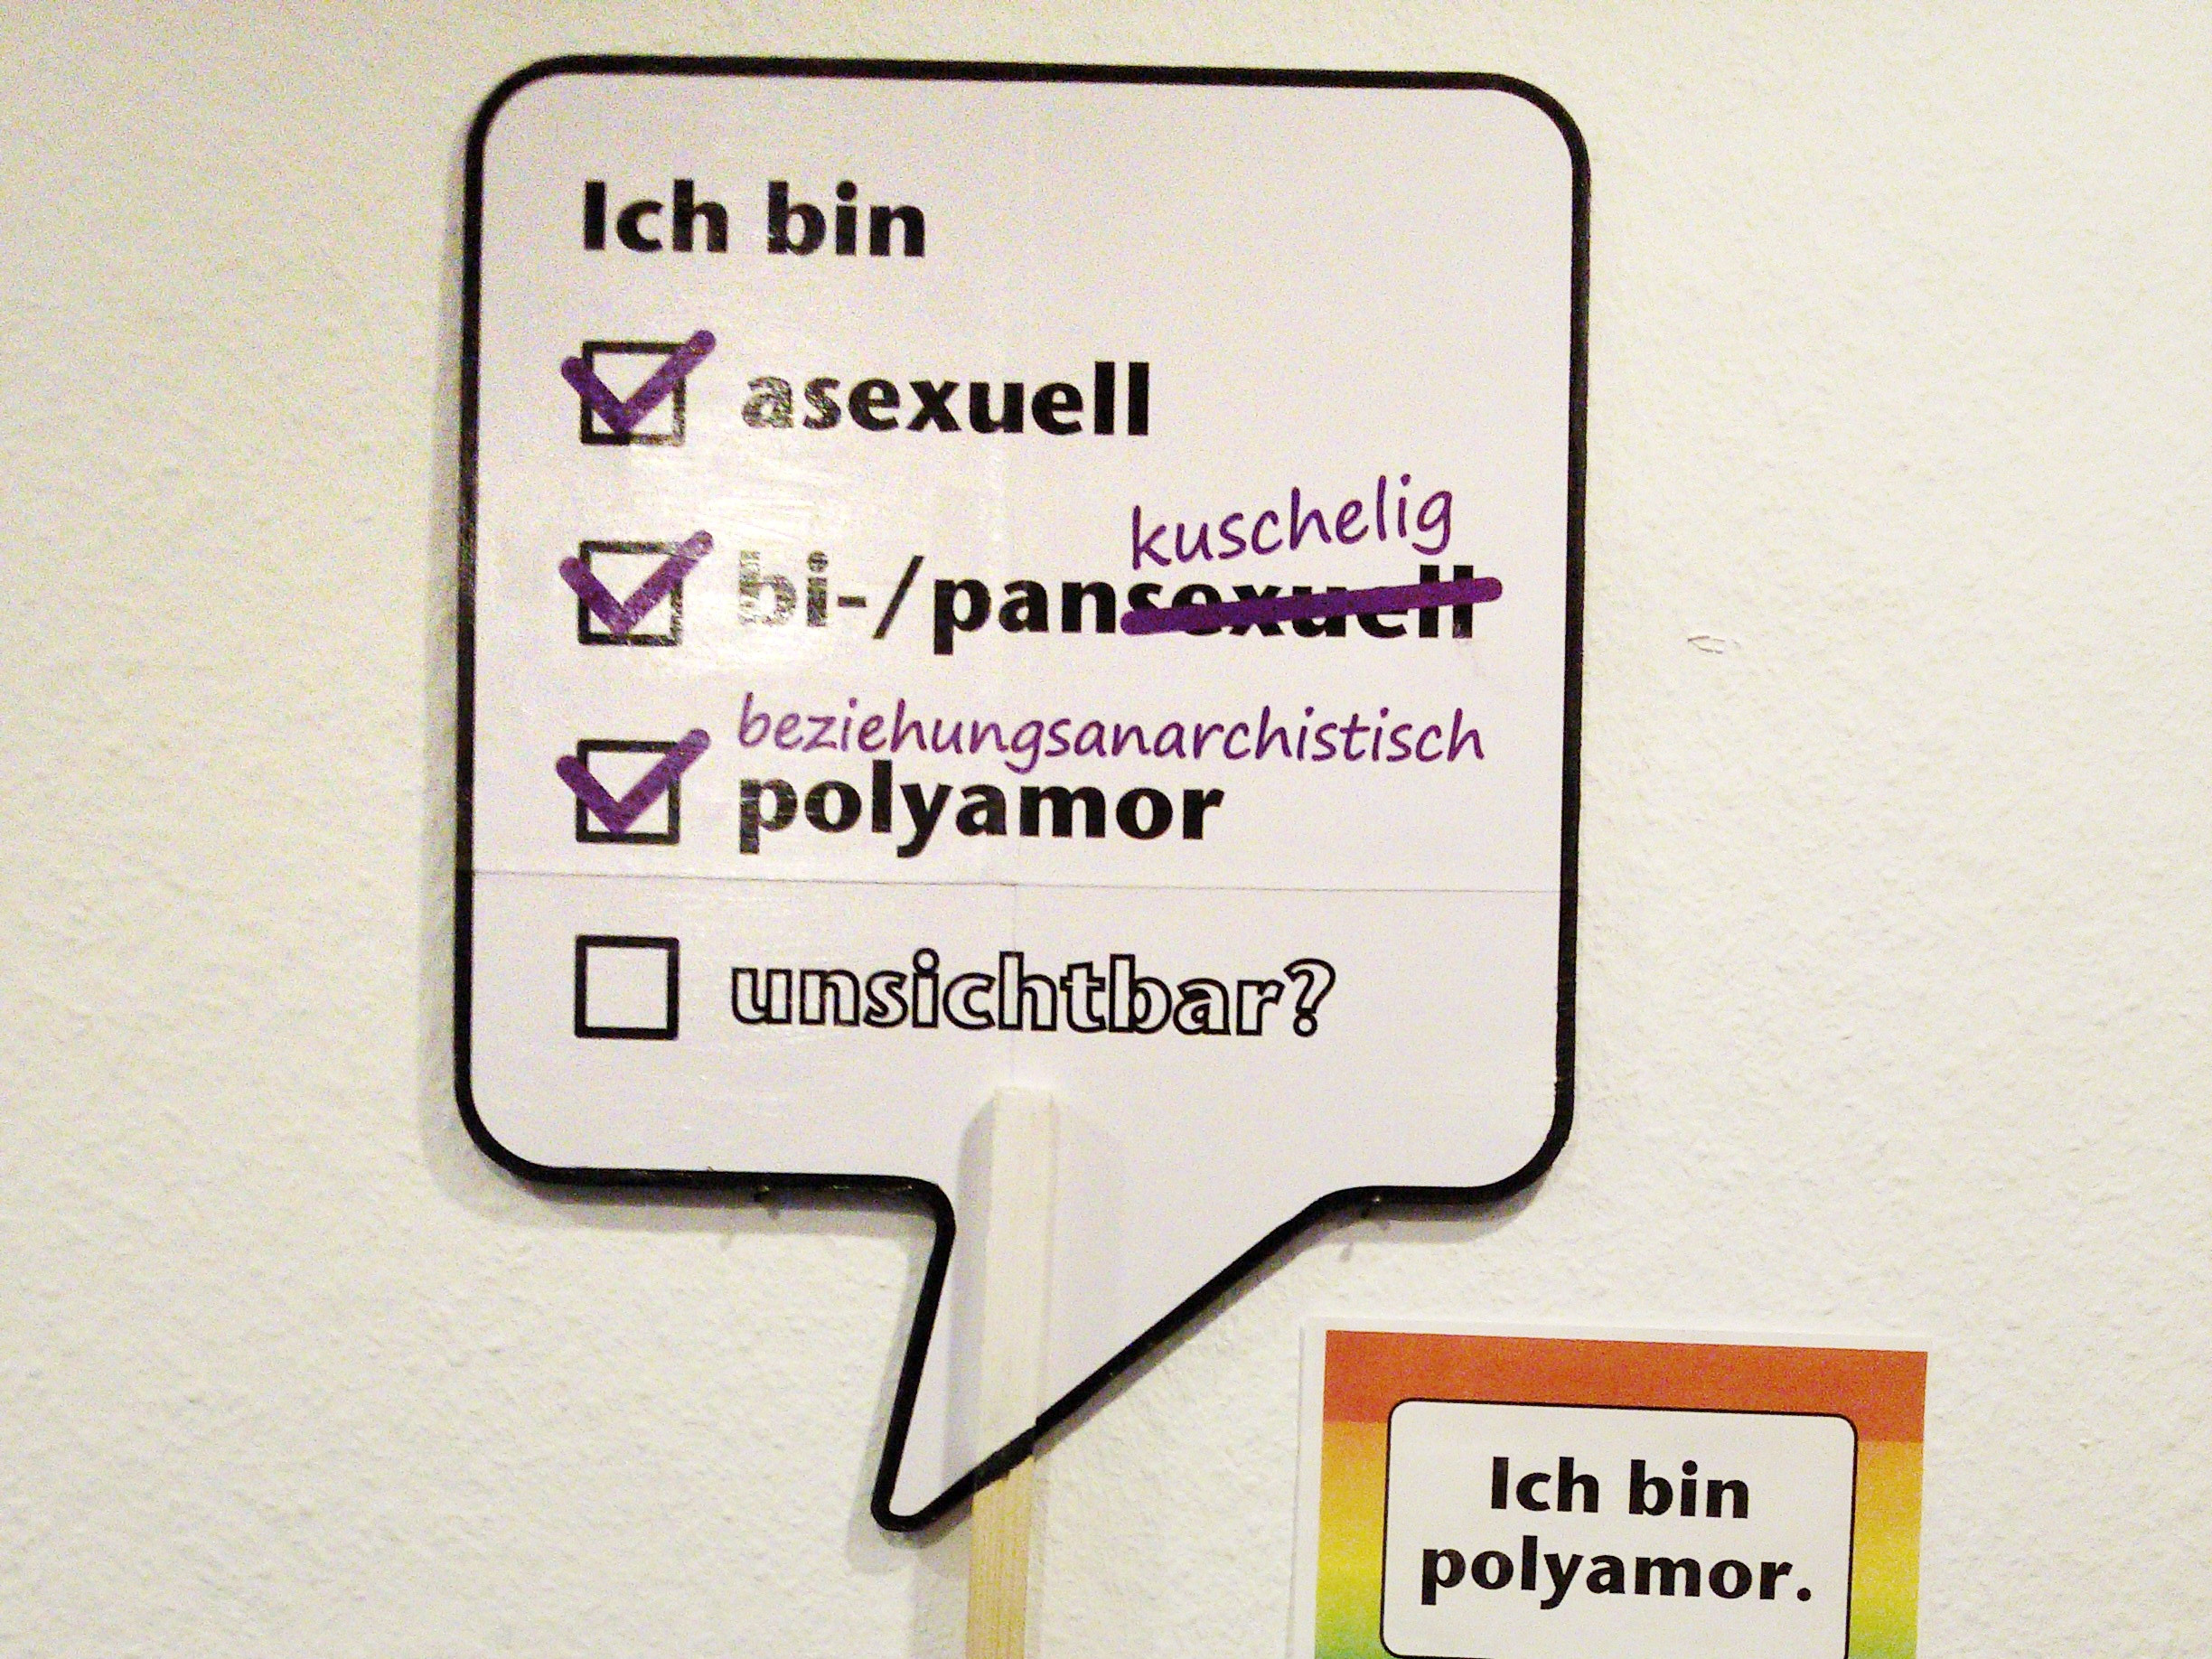 Ich bin
asexuell
kuschelig
bi-/pansexuell
beziehungsanarchistisch
polyamor
unsichtbar?
Ich bin
polyamor.